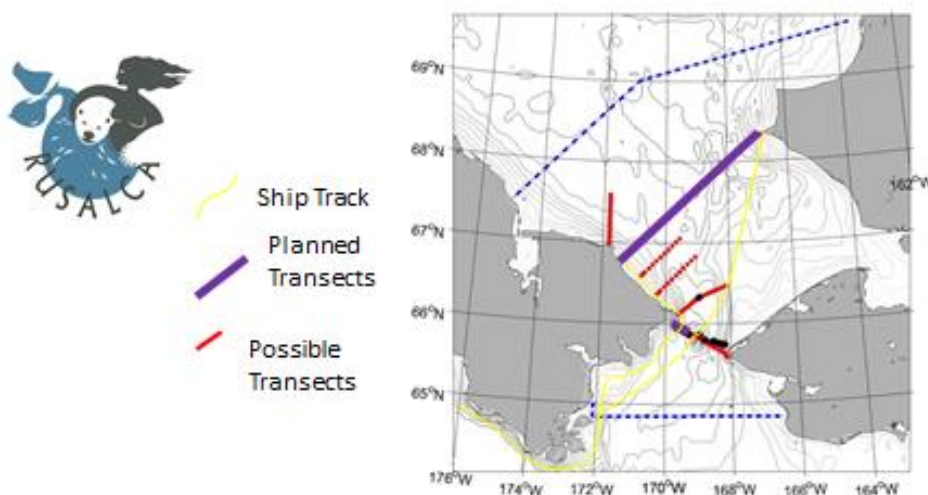 RUSALCA
Ship Track
Planned
Transects
Possible
Transects
69°N
68°N
67°N
66°N
65°N
162°W
176°W
174°W
172°W
170°W
168°W
166°W
164°W